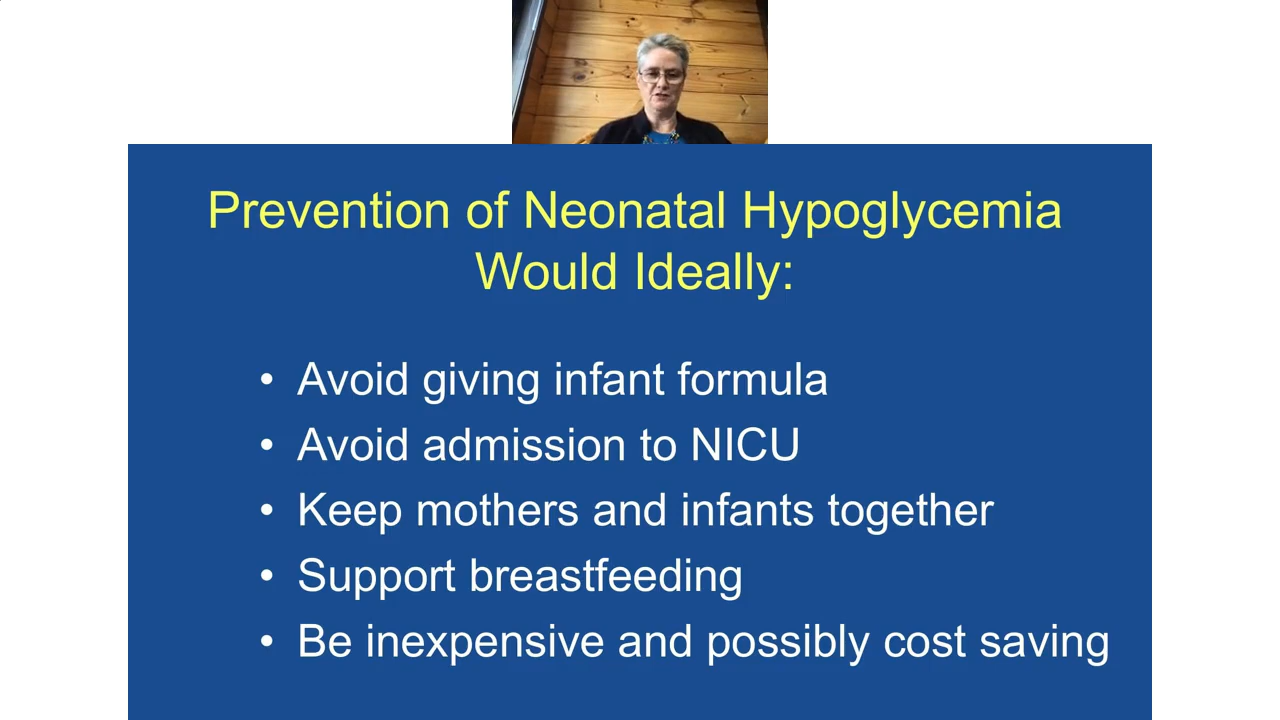 Prevention of Neonatal Hypoglycemia
Would Ideally:
• Avoid giving infant formula
• Avoid admission to NICU
• Keep mothers and infants together
• Support breastfeeding
• Be inexpensive and possibly cost saving